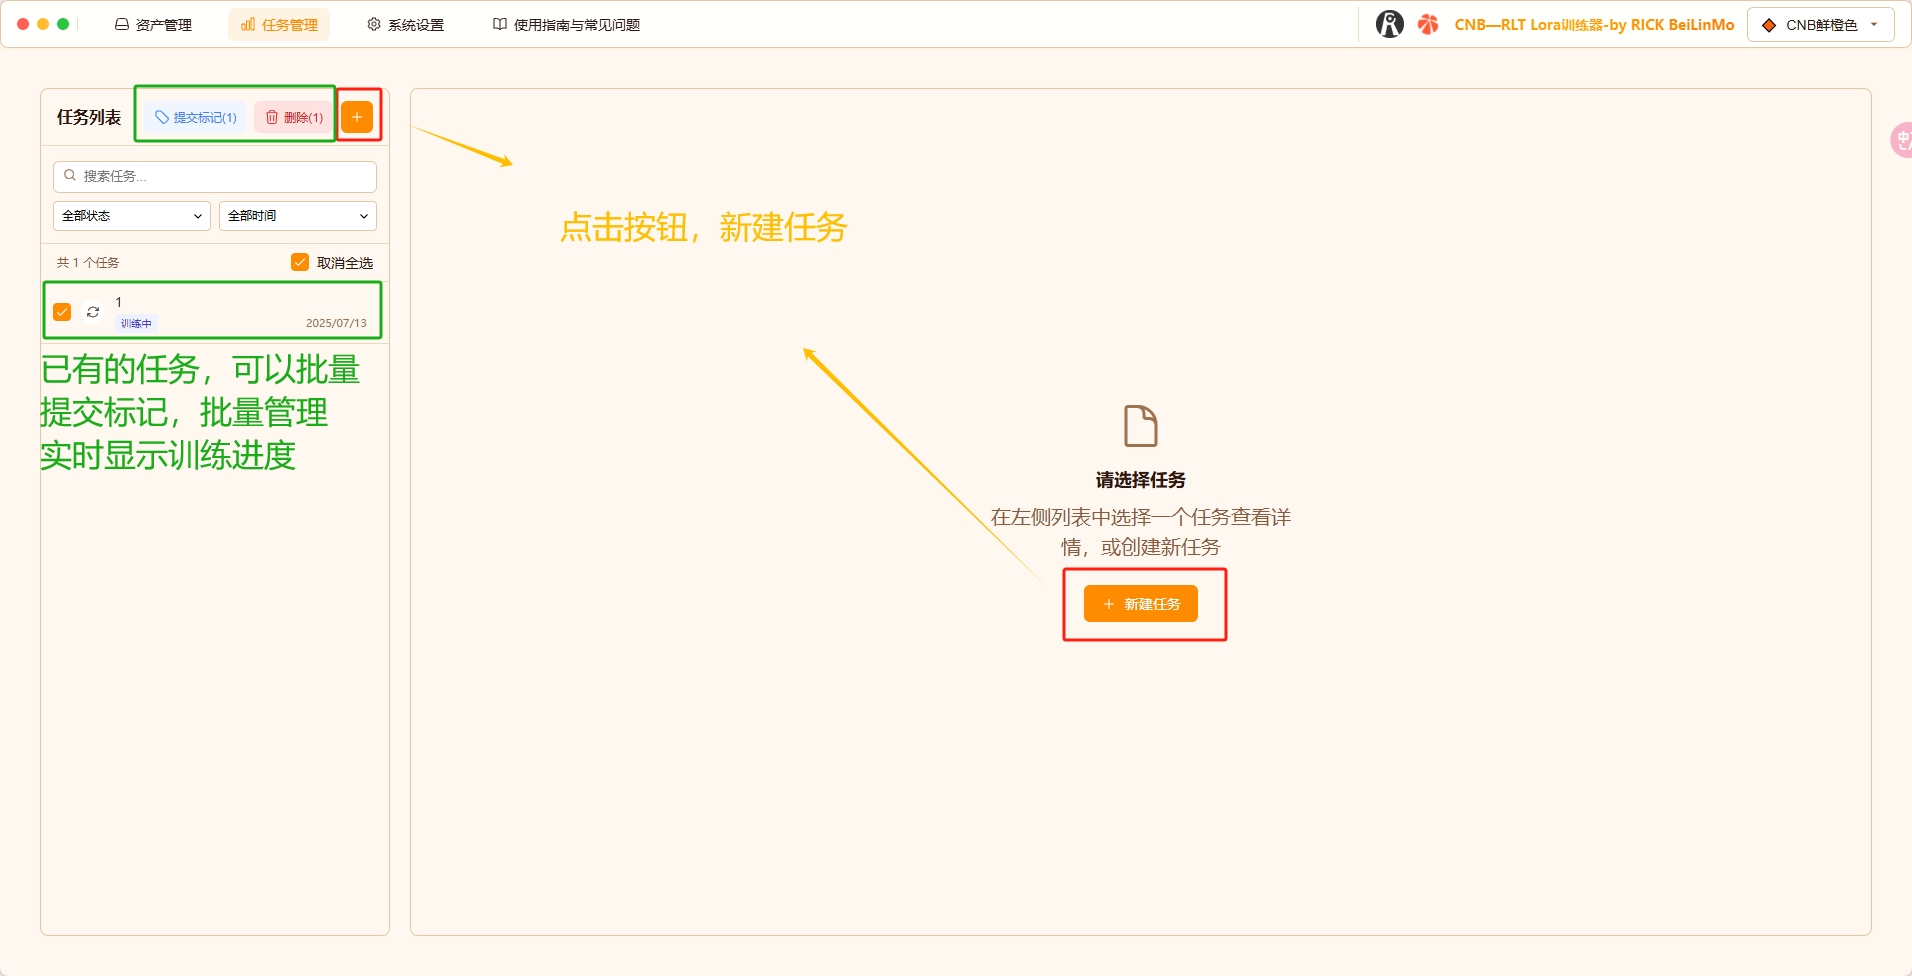 资产管理
任务管理
系统设置
使用指南与常见问题
CNB—RLT Lora训练器-by RICK BeiLinMo
CNB鲜橙色
任务列表
提交标记(1)
删除(1)
搜索任务...
全部状态
全部时间
共 1 个任务
取消全选
1
训练中
2025/07/13
已有的任务，可以批量
提交标记，批量管理
实时显示训练进度
点击按钮，新建任务
请选择任务
在左侧列表中选择一个任务查看详
情，或创建新任务
新建任务